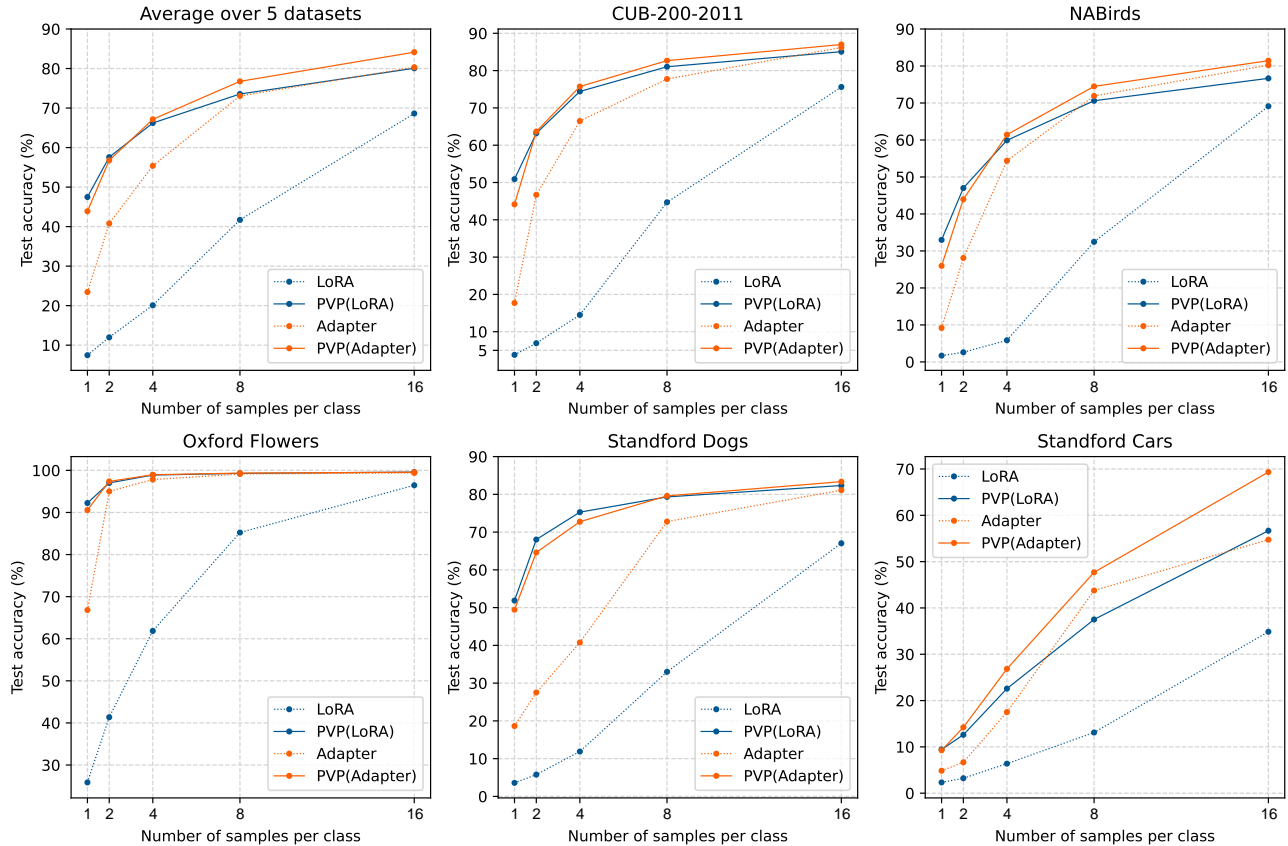 Average over 5 datasets
90
80
70
60
50
40
30
20
10
Test accuracy (%)
LoRA
PVP(LoRA)
Adapter
PVP(Adapter)
1 2 4 8 16
Number of samples per class
CUB-200-2011
90
80
70
60
50
40
30
20
10
5
Test accuracy (%)
LoRA
PVP(LoRA)
Adapter
PVP(Adapter)
1 2 4 8 16
Number of samples per class
NABirds
90
80
70
60
50
40
30
20
10
0
Test accuracy (%)
LoRA
PVP(LoRA)
Adapter
PVP(Adapter)
1 2 4 8 16
Number of samples per class
Oxford Flowers
100
90
80
70
60
50
40
30
Test accuracy (%)
LoRA
PVP(LoRA)
Adapter
PVP(Adapter)
1 2 4 8 16
Number of samples per class
Standford Dogs
90
80
70
60
50
40
30
20
10
0
Test accuracy (%)
LoRA
PVP(LoRA)
Adapter
PVP(Adapter)
1 2 4 8 16
Number of samples per class
Standford Cars
70
60
50
40
30
20
10
0
Test accuracy (%)
LoRA
PVP(LoRA)
Adapter
PVP(Adapter)
1 2 4 8 16
Number of samples per class